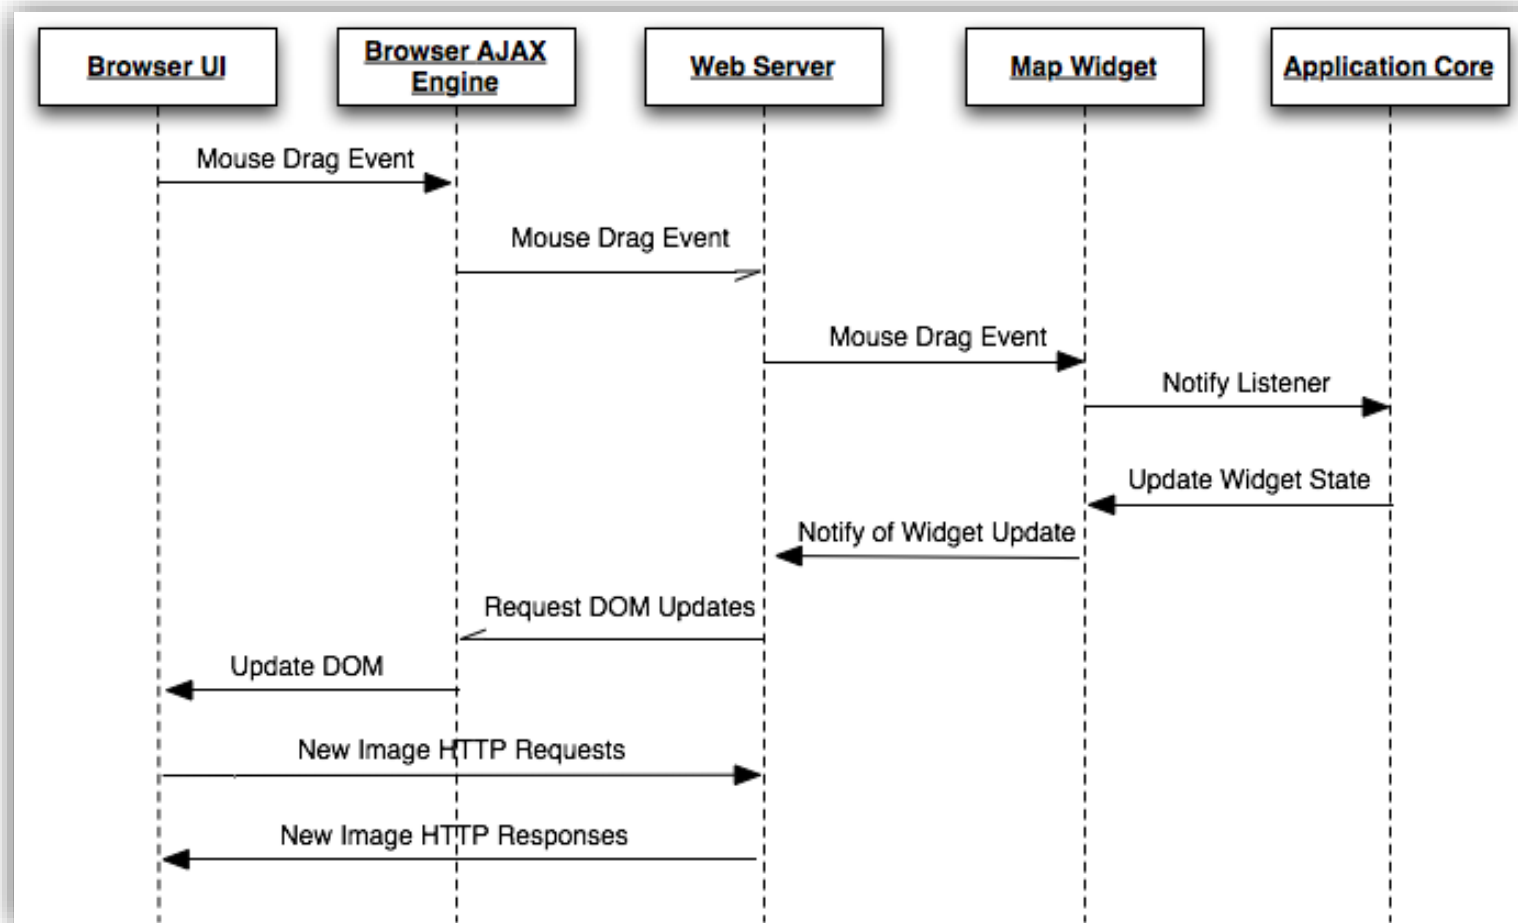 Browser UI
Browser AJAX
Engine
Web Server
Map Widget
Application Core
Mouse Drag Event
Mouse Drag Event
Mouse Drag Event
Notify Listener
Update Widget State
Notify of Widget Update
Request DOM Updates
Update DOM
New Image HTTP Requests
New Image HTTP Responses